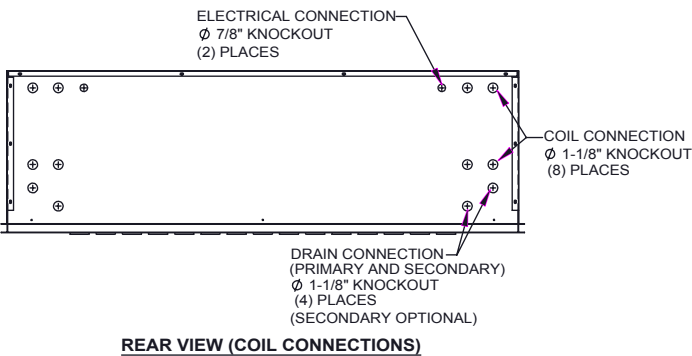 ELECTRICAL CONNECTION
Ø 7/8" KNOCKOUT
(2) PLACES
COIL CONNECTION
Ø 1-1/8" KNOCKOUT
(8) PLACES
DRAIN CONNECTION
(PRIMARY AND SECONDARY)
Ø 1-1/8" KNOCKOUT
(4) PLACES
(SECONDARY OPTIONAL)
REAR VIEW (COIL CONNECTIONS)